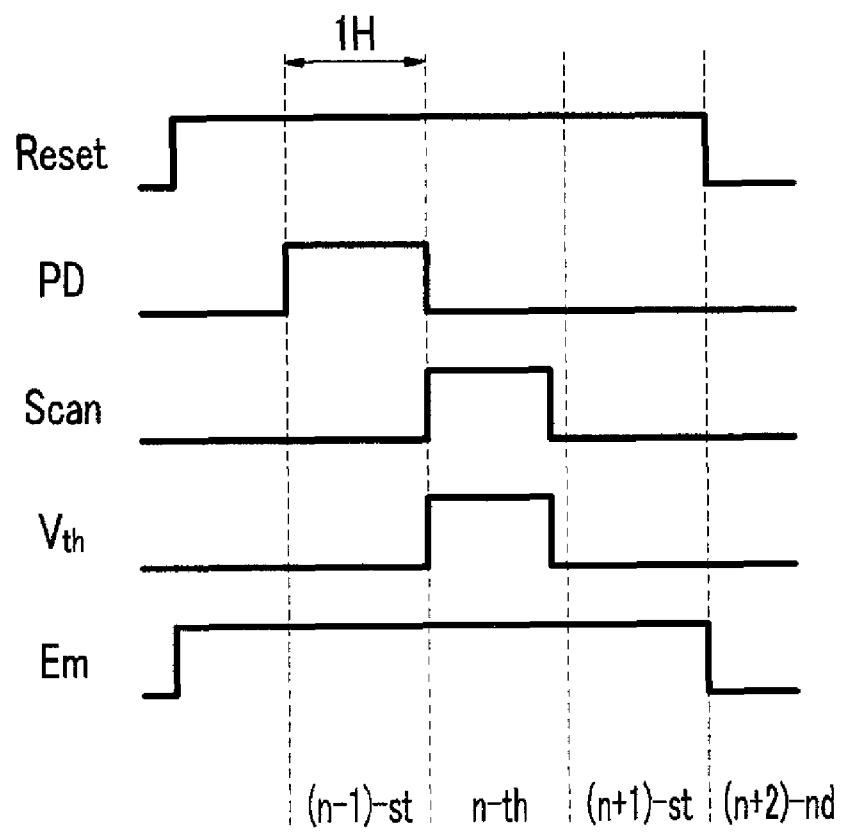 1H
Reset
PD
Scan
Vth
Em
(n-1)-st n-th (n+1)-st (n+2)-nd